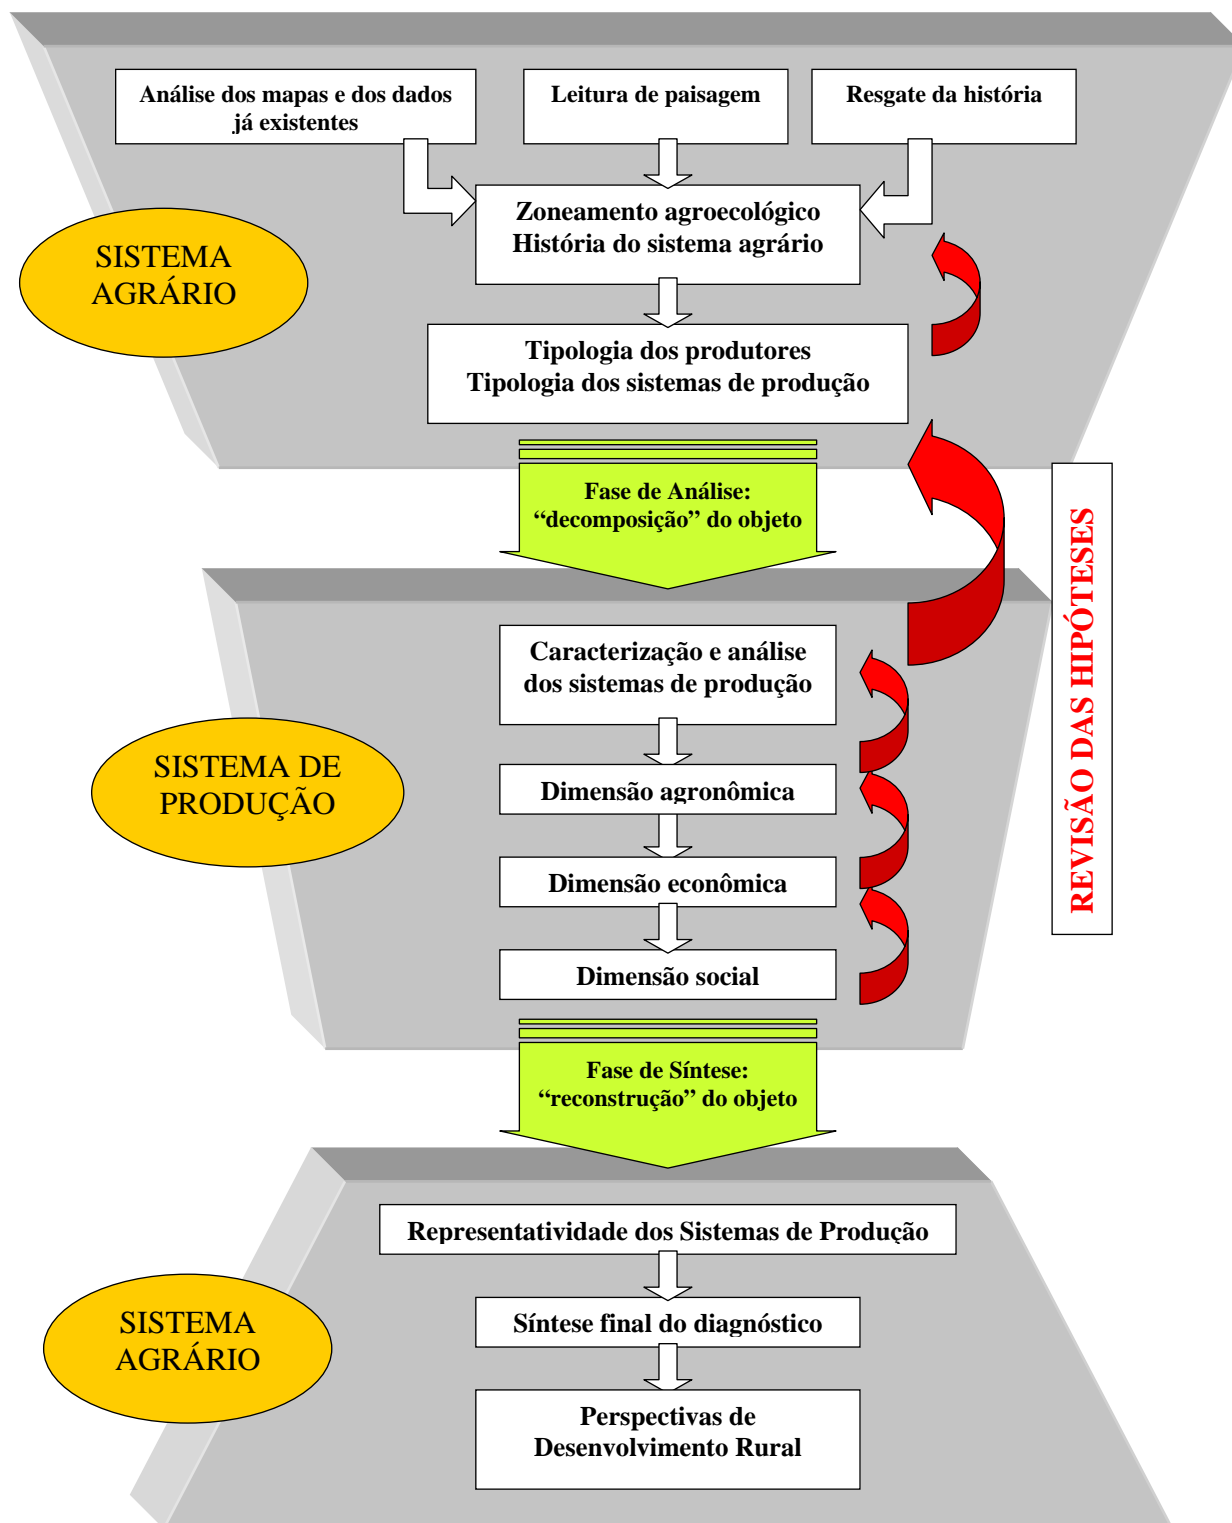 Análise dos mapas e dos dados
já existentes
Leitura de paisagem
Resgate da história
Zoneamento agroecológico
História do sistema agrário
SISTEMA
AGRÁRIO
Tipologia dos produtores
Tipologia dos sistemas de produção
Fase de Análise:
“decomposição” do objeto
REVISÃO DAS HIPÓTESES
Caracterização e análise
dos sistemas de produção
SISTEMA DE
PRODUÇÃO
Dimensão agronômica
Dimensão econômica
Dimensão social
Fase de Síntese:
“reconstrução” do objeto
Representatividade dos Sistemas de Produção
SISTEMA
AGRÁRIO
Síntese final do diagnóstico
Perspectivas de
Desenvolvimento Rural